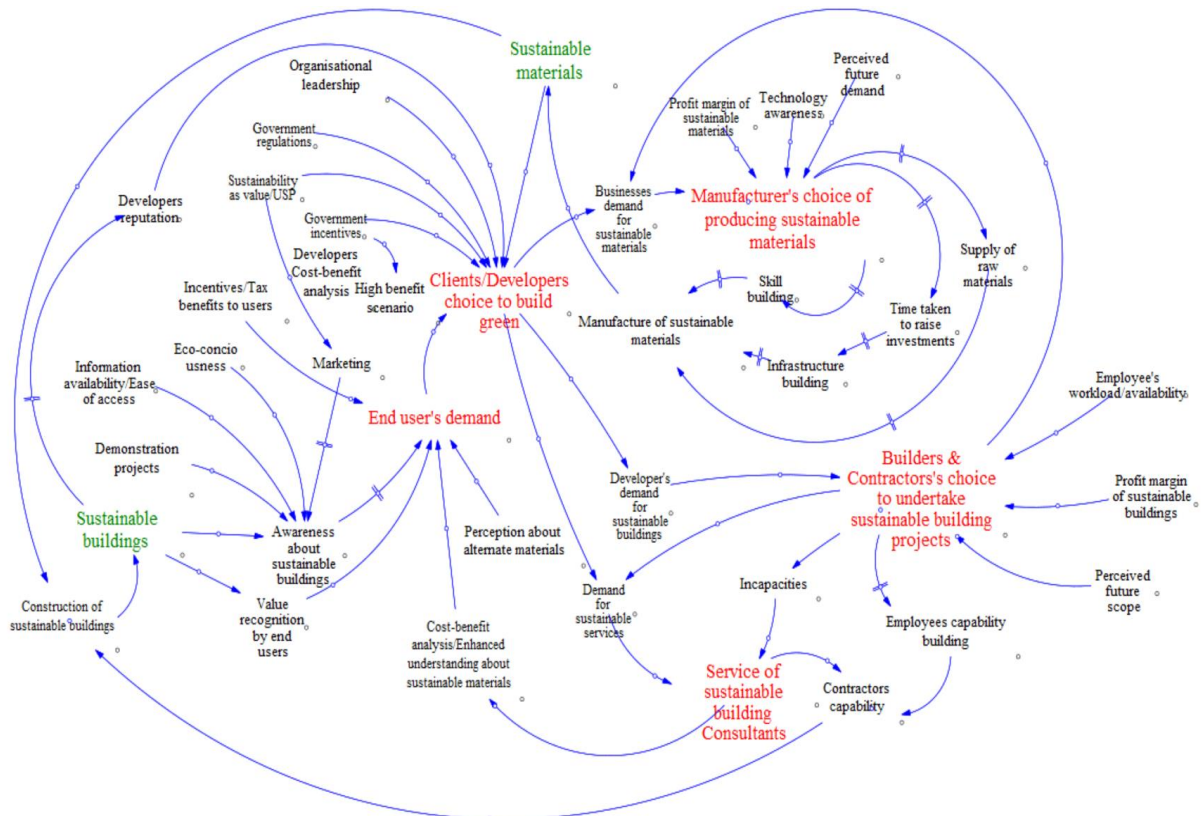 Sustainable
materials
Organisational
leadership
Perceived
future
demand
Technology
awareness
Profit margin of
sustainable
materials
Government
regulations
Sustainability
as value/USP
Developers
reputation
Businesses
demand
for
sustainable
materials
Manufacturer's choice of
producing sustainable
materials
Government
incentives
Developers
Cost-benefit
analysis
High benefit
scenario
Clients/Developers
choice to build
green
Supply of
raw
materials
Skill
building
Incentives/Tax
benefits to users
Manufacture of sustainable
materials
Time taken
to raise
investments
Eco-concio
usness
Marketing
Infrastructure
building
Information
availability/Ease
of access
Employee's
workload/availability
End user's demand
Demonstration
projects
Builders &
Contractors's choice
to undertake
sustainable building
projects
Developer's
demand
for
sustainable
buildings
Profit margin
of sustainable
buildings
Sustainable
buildings
Awareness
about
sustainable
buildings
Perception about
alternate materials
Incapacities
Perceived
future
scope
Construction of
sustainable buildings
Value
recognition
by end
users
Demand
for
sustainable
services
Employees capability
building
Cost-benefit
analysis/Enhanced
understanding about
sustainable materials
Service of
sustainable
building
Consultants
Contractors
capability